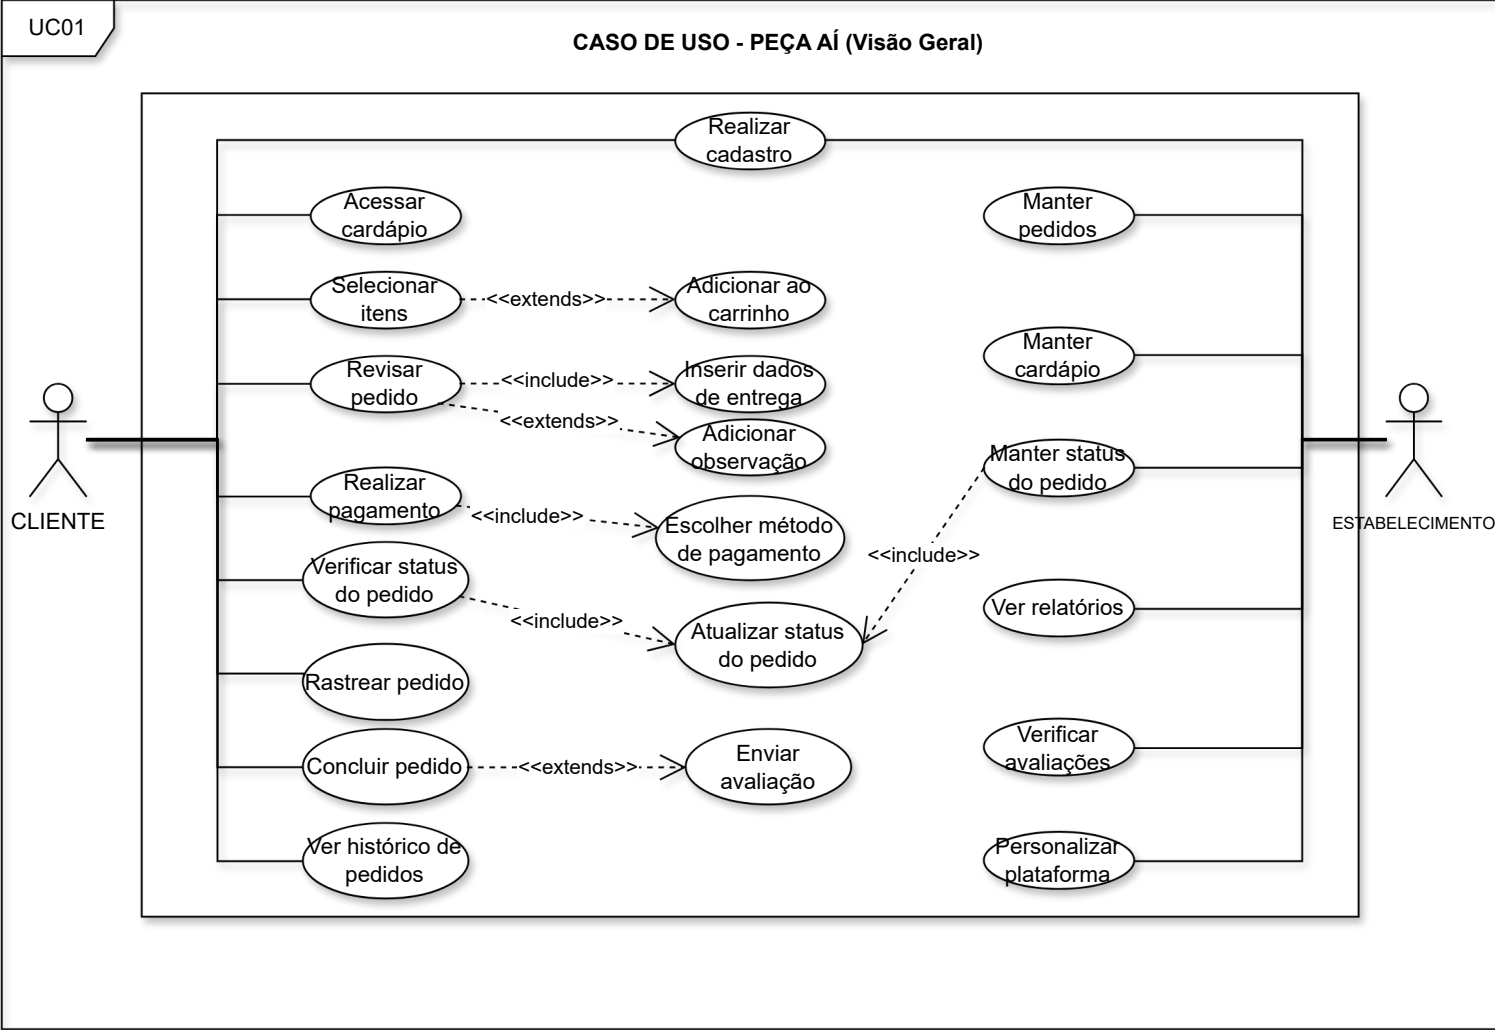 UC01
CASO DE USO - PEÇA AÍ (Visão Geral)
Realizar
cadastro
Acessar
cardápio
Manter
pedidos
Selecionar
itens
<<extends>>
Adicionar ao
carrinho
Revisar
pedido
<<include>>
Inserir dados
de entrega
<<extends>>
Adicionar
observação
Manter
cardápio
Realizar
pagamento
<<include>>
Escolher método
de pagamento
Manter status
do pedido
CLIENTE
ESTABELECIMENTO
Verificar status
do pedido
<<include>>
<<include>>
Atualizar status
do pedido
Ver relatórios
Rastrear pedido
Concluir pedido
<<extends>>
Enviar
avaliação
Verificar
avaliações
Ver histórico de
pedidos
Personalizar
plataforma